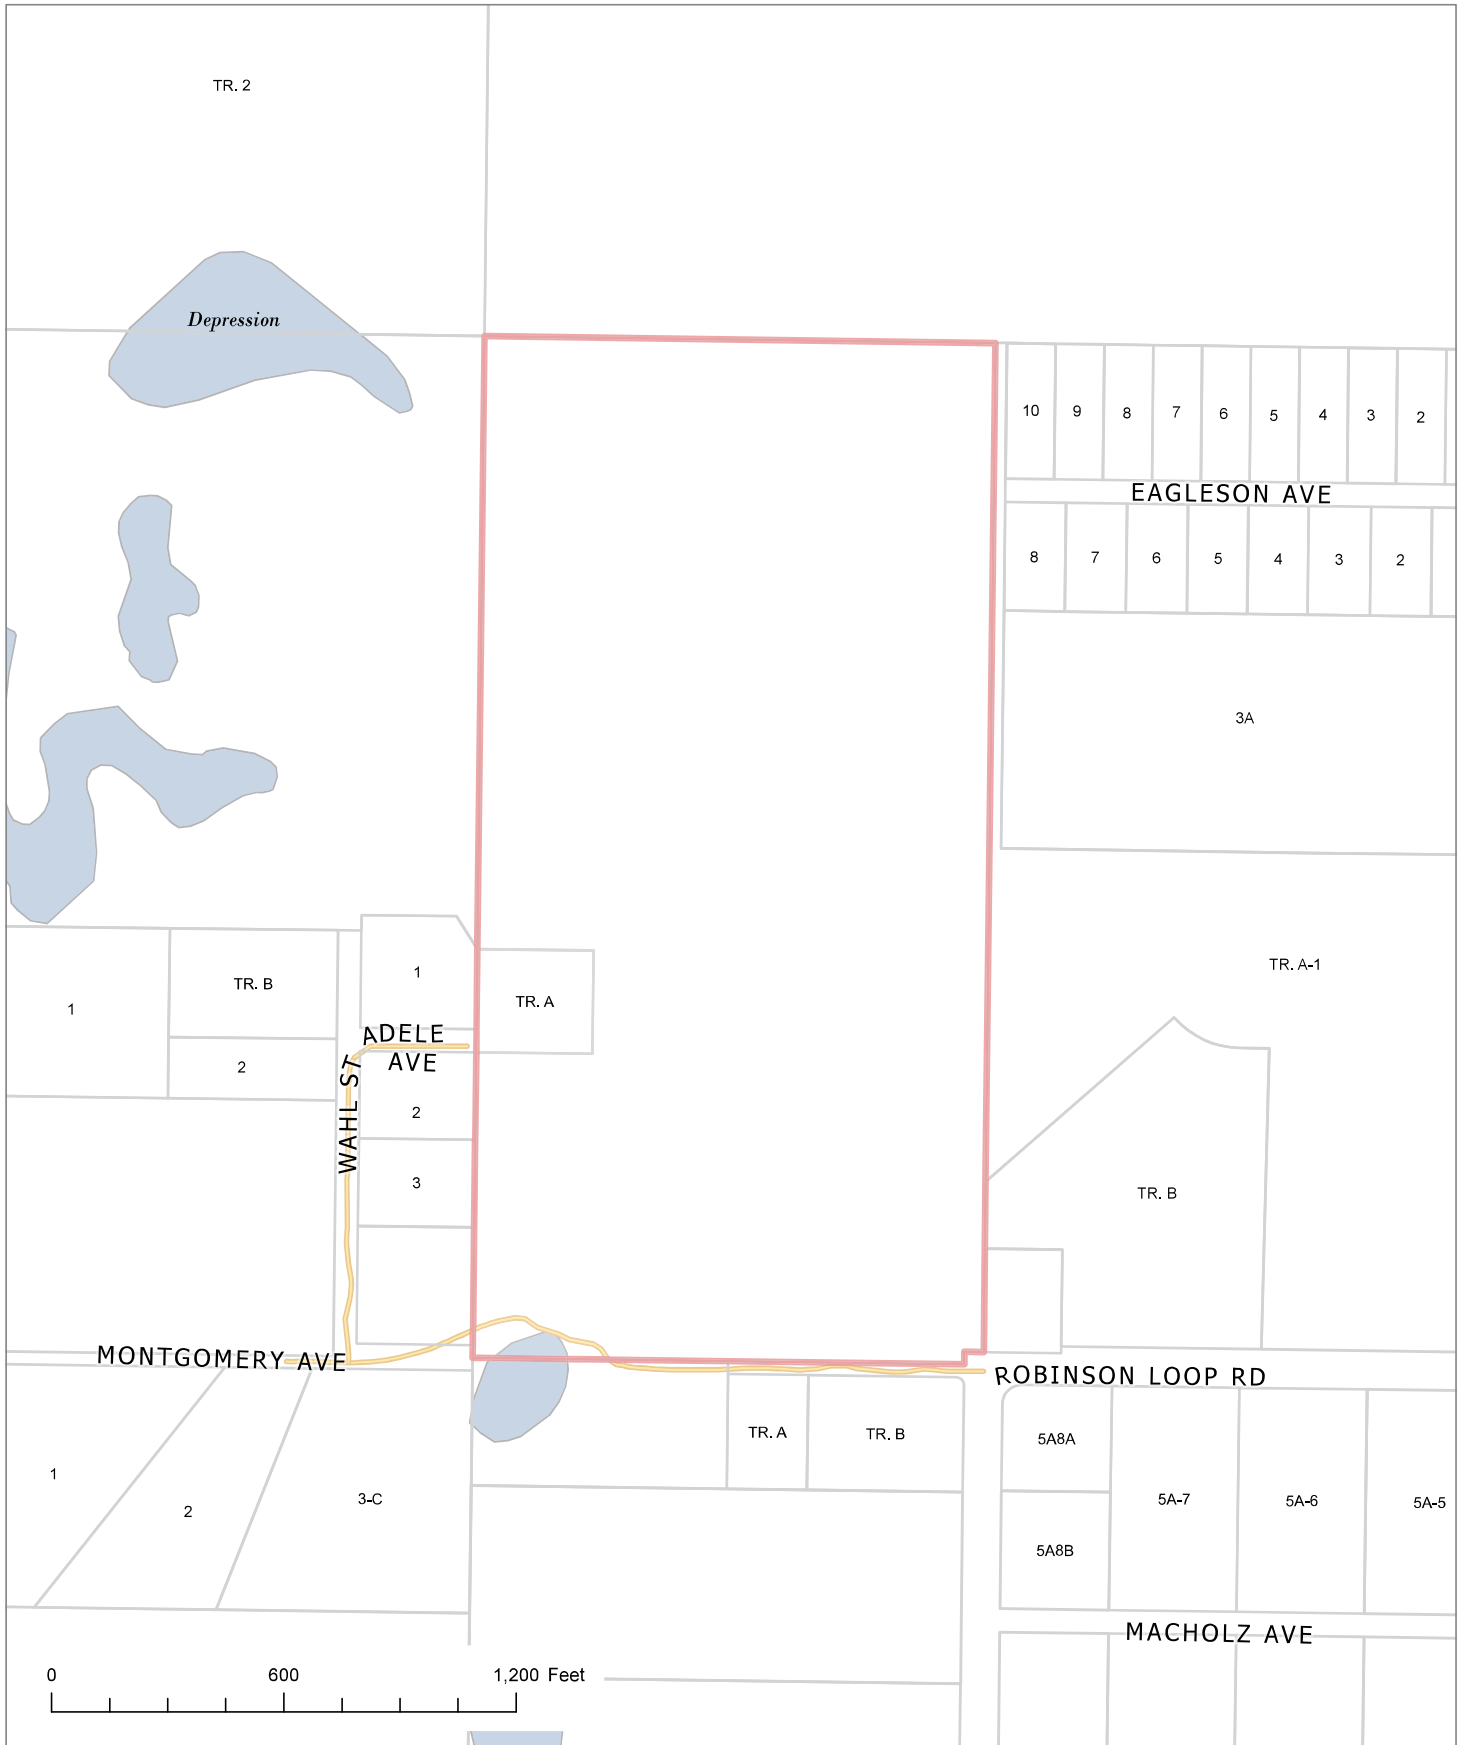 TR. 2
Depression
10 9 8 7 6 5 4 3 2
EAGLESON AVE
8 7 6 5 4 3 2
3A
TR. A-1
1
TR. B
1
TR. A
ADELE
AVE
2
WAHL ST
2
3
TR. B
MONTGOMERY AVE
ROBINSON LOOP RD
TR. A
TR. B
5A8A
1
2
3-C
5A-7
5A-6
5A-5
5A8B
MACHOLZ AVE
0 600 1,200 Feet